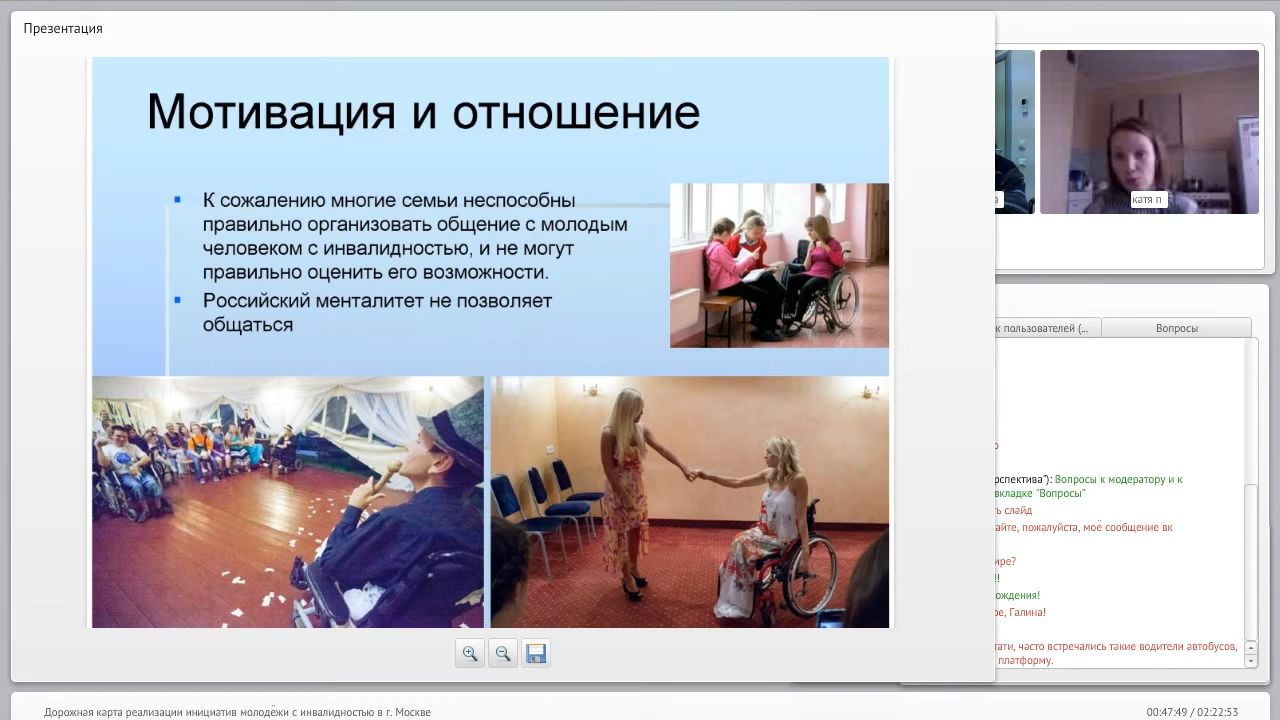 Презентация
Мотивация и отношение
К сожалению многие семьи неспособны
правильно организовать общение с молодым
человеком с инвалидностью, и не могут
правильно оценить его возможности.
Российский менталитет не позволяет
общаться
катя п
к пользователей (...
Вопросы
рспектива"): Вопросы к модератору и к
вкладке "Вопросы"
ь слайд
айте, пожалуйста, моё сообщение вк
ире?
!!
ождения!
ре, Галина!
тати, часто встречались такие водители автобусов,
платформу.
Дорожная карта реализации инициатив молодёжи с инвалидностью в г. Москве
00:47:49 / 02:22:53